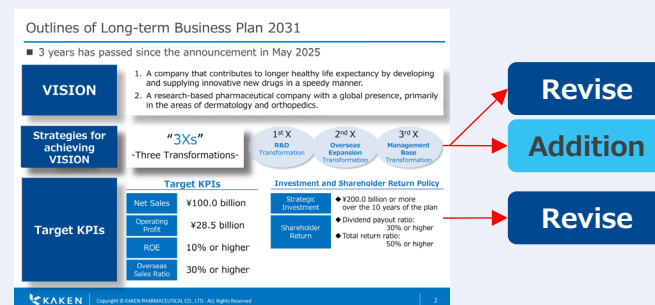 Outlines of Long-term Business Plan 2031
■ 3 years has passed since the announcement in May 2025
VISION
1. A company that contributes to longer healthy life expectancy by developing
and supplying innovative new drugs in a speedy manner.
2. A research-based pharmaceutical company with a global presence, primarily
in the areas of dermatology and orthopedics.
Strategies for
achieving
VISION
"3Xs"
-Three Transformations-
1st X
R&D
Transformation
2nd X
Overseas
Expansion
Transformation
3rd X
Management
Base
Transformation
Target KPIs
Target KPIs
Net Sales ¥100.0 billion
Operating
Profit
¥28.5 billion
ROE 10% or higher
Overseas
Sales Ratio
30% or higher
Investment and Shareholder Return Policy
Strategic
Investment
◆¥200.0 billion or more
over the 10 years of the plan
Shareholder
Return
◆Dividend payout ratio:
30% or higher
◆Total return ratio:
50% or higher
Revise
Addition
Revise
KAKEN
Copyright © KAKEN PHARMACEUTICAL CO., LTD. ALL Rights Reserved
2